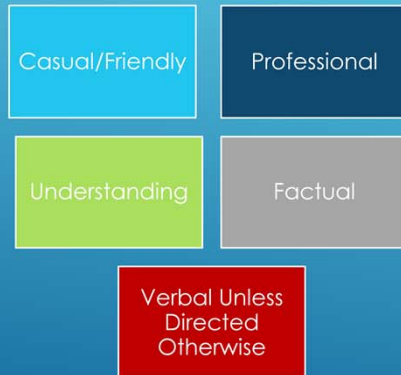 Casual/Friendly
Professional
Understanding
Factual
Verbal Unless
Directed
Otherwise